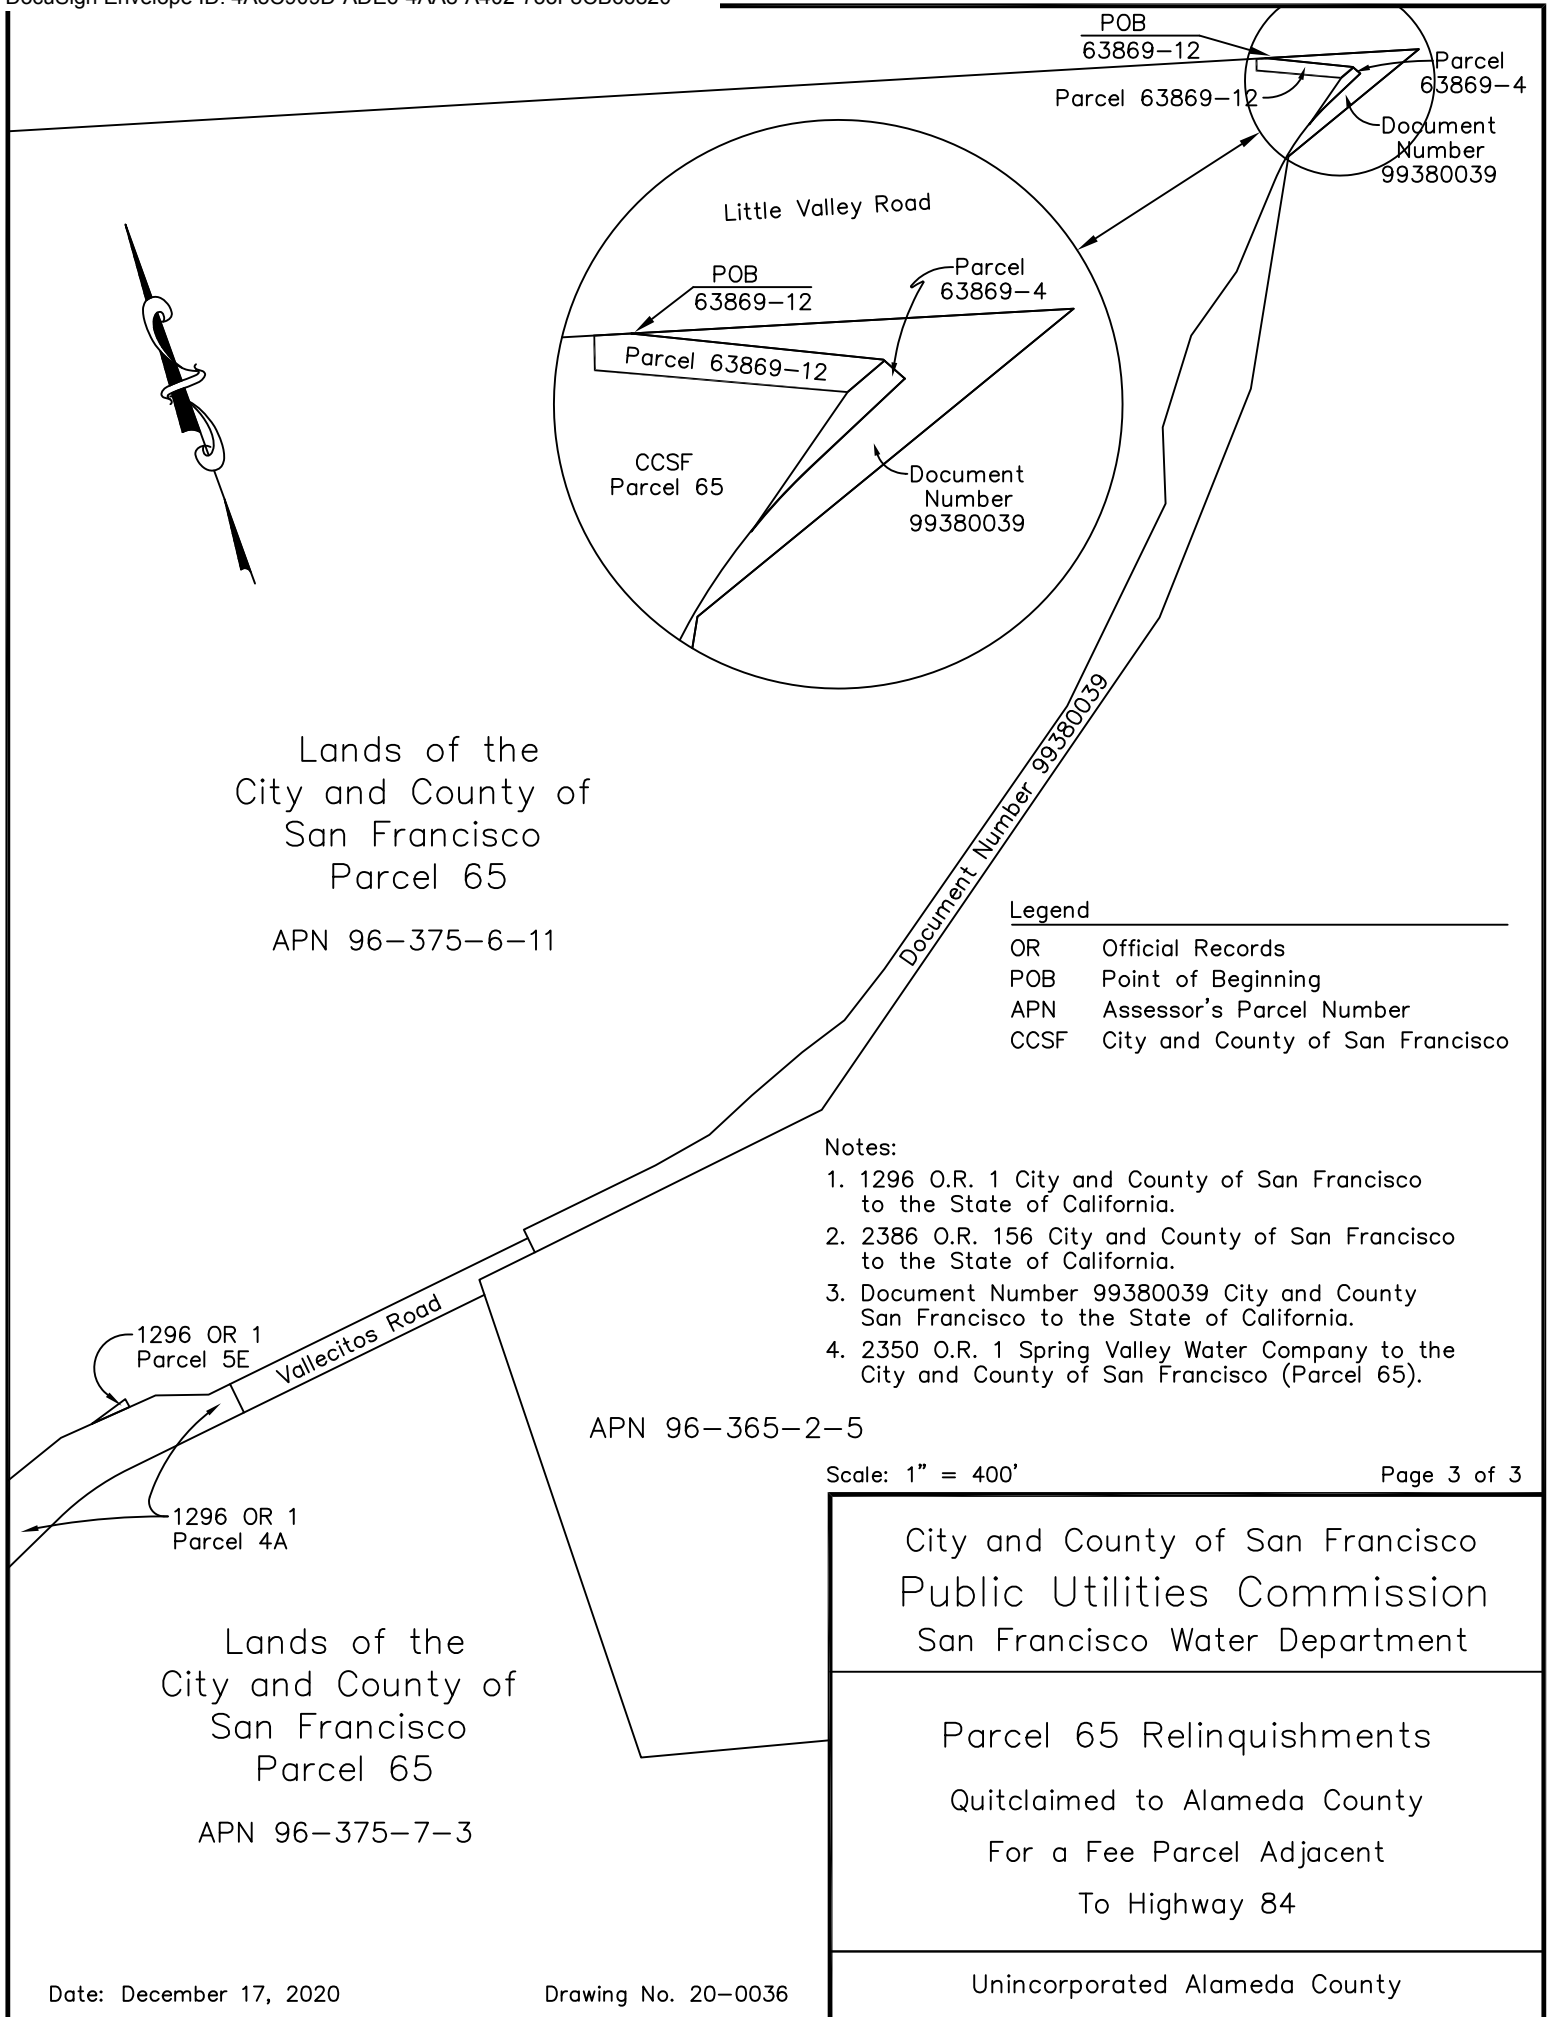 POB
63869-12
Parcel 63869-12
Parcel
63869-4
Document
Number
99380039
Little Valley Road
POB
63869-12
Parcel
63869-4
Parcel 63869-12
CCSF
Parcel 65
Document
Number
99380039
Document Number 99380039
Lands of the
City and County of
San Francisco
Parcel 65
APN 96-375-6-11
Legend
OR Official Records
POB Point of Beginning
APN Assessor's Parcel Number
CCSF City and County of San Francisco
Notes:
1. 1296 O.R. 1 City and County of San Francisco
to the State of California.
2. 2386 O.R. 156 City and County of San Francisco
to the State of California.
3. Document Number 99380039 City and County
San Francisco to the State of California.
4. 2350 O.R. 1 Spring Valley Water Company to the
City and County of San Francisco (Parcel 65).
1296 OR 1
Parcel 5E
Vallecitos Road
1296 OR 1
Parcel 4A
APN 96-365-2-5
Scale: 1" = 400' Page 3 of 3
Lands of the
City and County of
San Francisco
Parcel 65
APN 96-375-7-3
City and County of San Francisco
Public Utilities Commission
San Francisco Water Department
Parcel 65 Relinquishments
Quitclaimed to Alameda County
For a Fee Parcel Adjacent
To Highway 84
Unincorporated Alameda County
Date: December 17, 2020 Drawing No. 20-0036